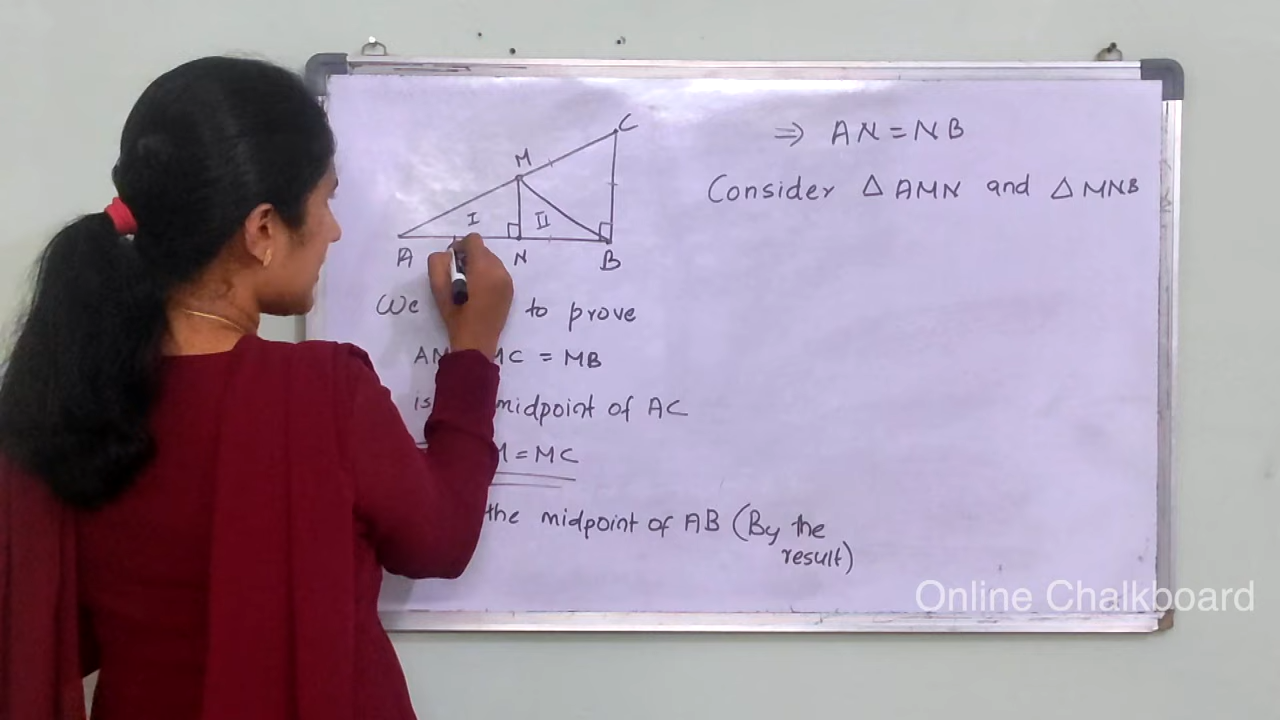 C
M
I II
A N B
We to prove
AM MC = MB
is midpoint of AC
= MC
the midpoint of AB (By the
result)
⇒ AN = NB
Consider △ AMN and △ MNB
Online Chalkboard